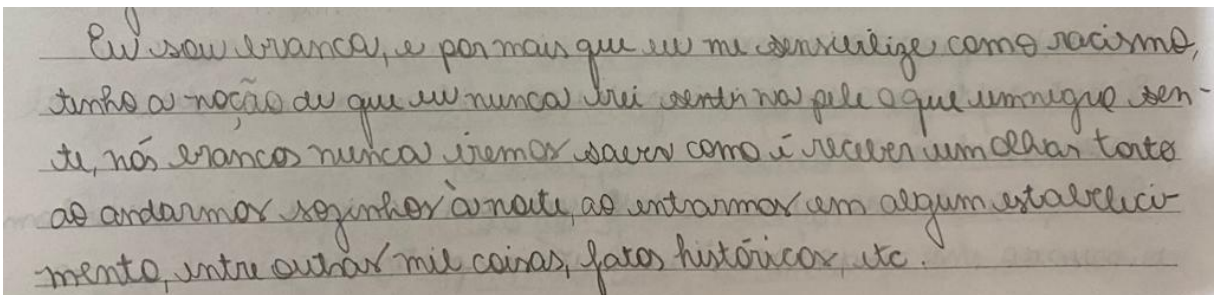 Eu sou branca, e por mais que eu me sensibilize com o racismo,
tenho a noção de que eu nunca irei sentir na pele o que um negro sen-
te, nós brancos nunca iremos saber como é receber um olhar torto
ao andarmos sozinhos à noite, ao entrarmos em algum estabeleci-
mento, entre outras mil coisas, fatos históricos, etc.